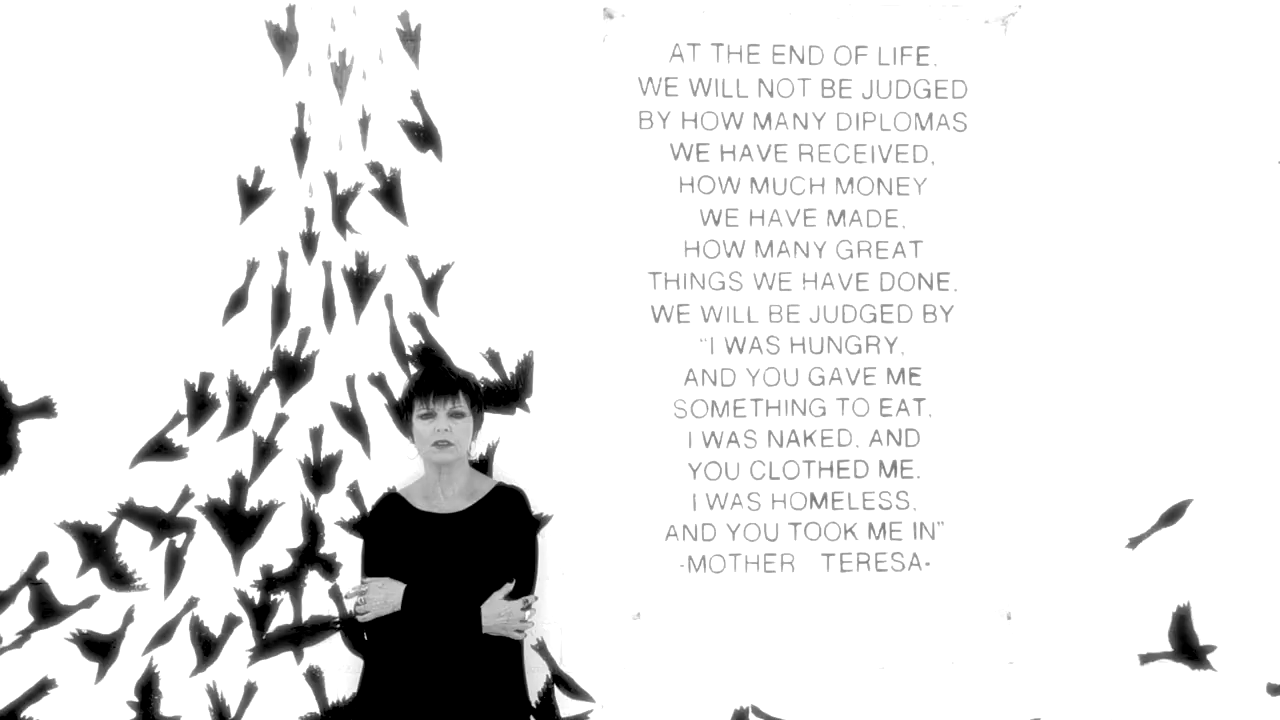 AT THE END OF LIFE,
WE WILL NOT BE JUDGED
BY HOW MANY DIPLOMAS
WE HAVE RECEIVED,
HOW MUCH MONEY
WE HAVE MADE,
HOW MANY GREAT
THINGS WE HAVE DONE.
WE WILL BE JUDGED BY
"I WAS HUNGRY,
AND YOU GAVE ME
SOMETHING TO EAT,
I WAS NAKED, AND
YOU CLOTHED ME.
I WAS HOMELESS,
AND YOU TOOK ME IN"
-MOTHER TERESA-